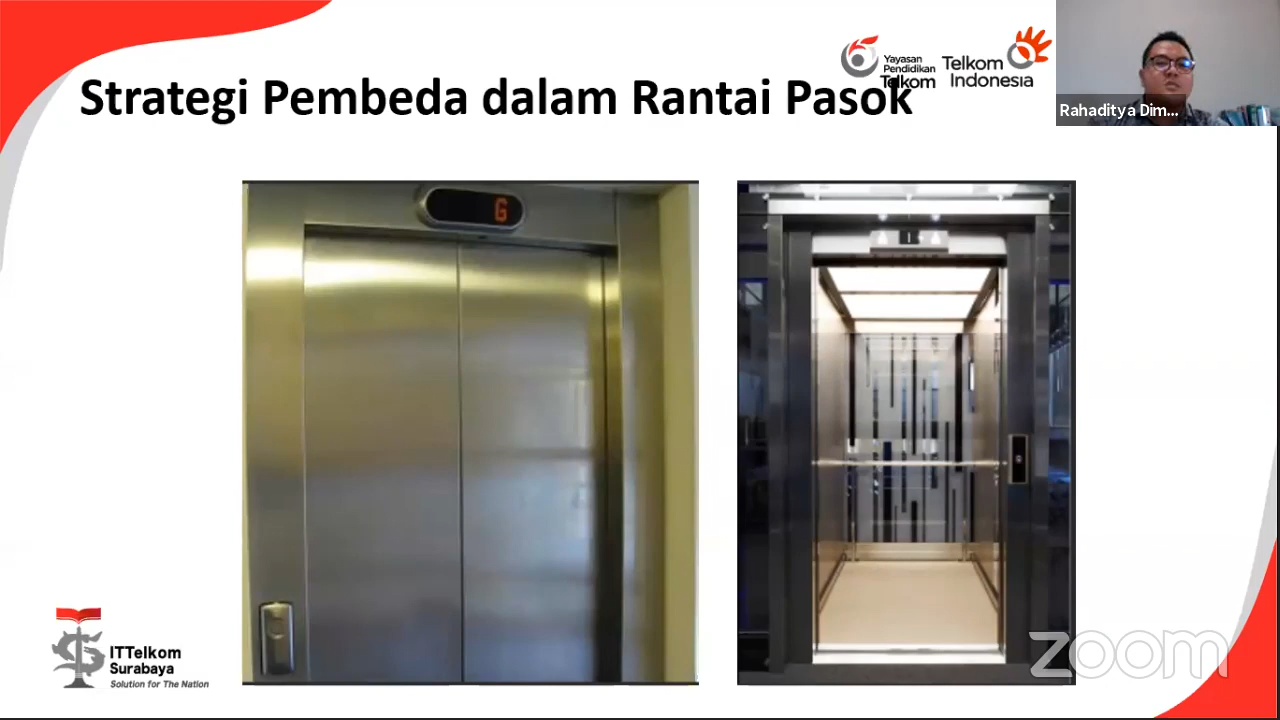 Strategi Pembeda dalam Rantai Pasok
Yayasan
Pendidikan
Telkom
Telkom
Indonesia
Rahaditya Dim...
G
ITTelkom
Surabaya
Solution for The Nation
zoom